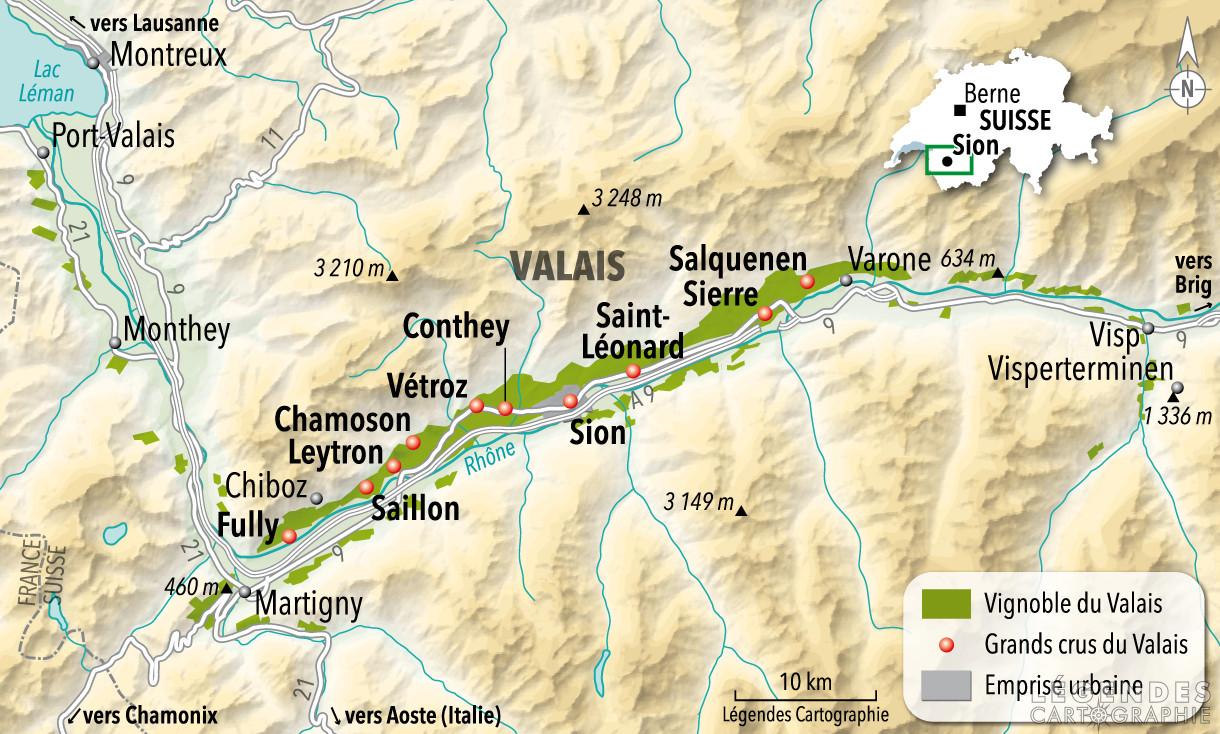 vers Lausanne
Montreux
Lac
Léman
Port-Valais
11
9
21
9
Monthey
3 210 m
3 248 m
VALAIS
Berne
SUISSE
Sion
N
Salquenen
Sierre
Varone
634 m
vers
Brig
Saint-
Léonard
Conthey
Vétroz
Chamoson
Leytron
Chiboz
Fully
Saillon
Sion
Rhône
A 9
9
Visp
9
Visperterminen
1 336 m
3 149 m
21
9
460 m
Martigny
FRANCE
SUISSE
21
vers Chamonix
vers Aoste (Italie)
10 km
Légendes Cartographie
Vignoble du Valais
Grands crus du Valais
Emprise urbaine
LÉGENDES
CARTOGRAPHIE